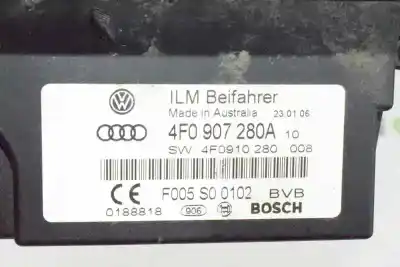 ILM Beifahrer
Made in Australia 23.01.06
4F0 907 280A 10
SW 4F0910 280 008
CE F005 S0 0102 BVB
0188818 906 BOSCH